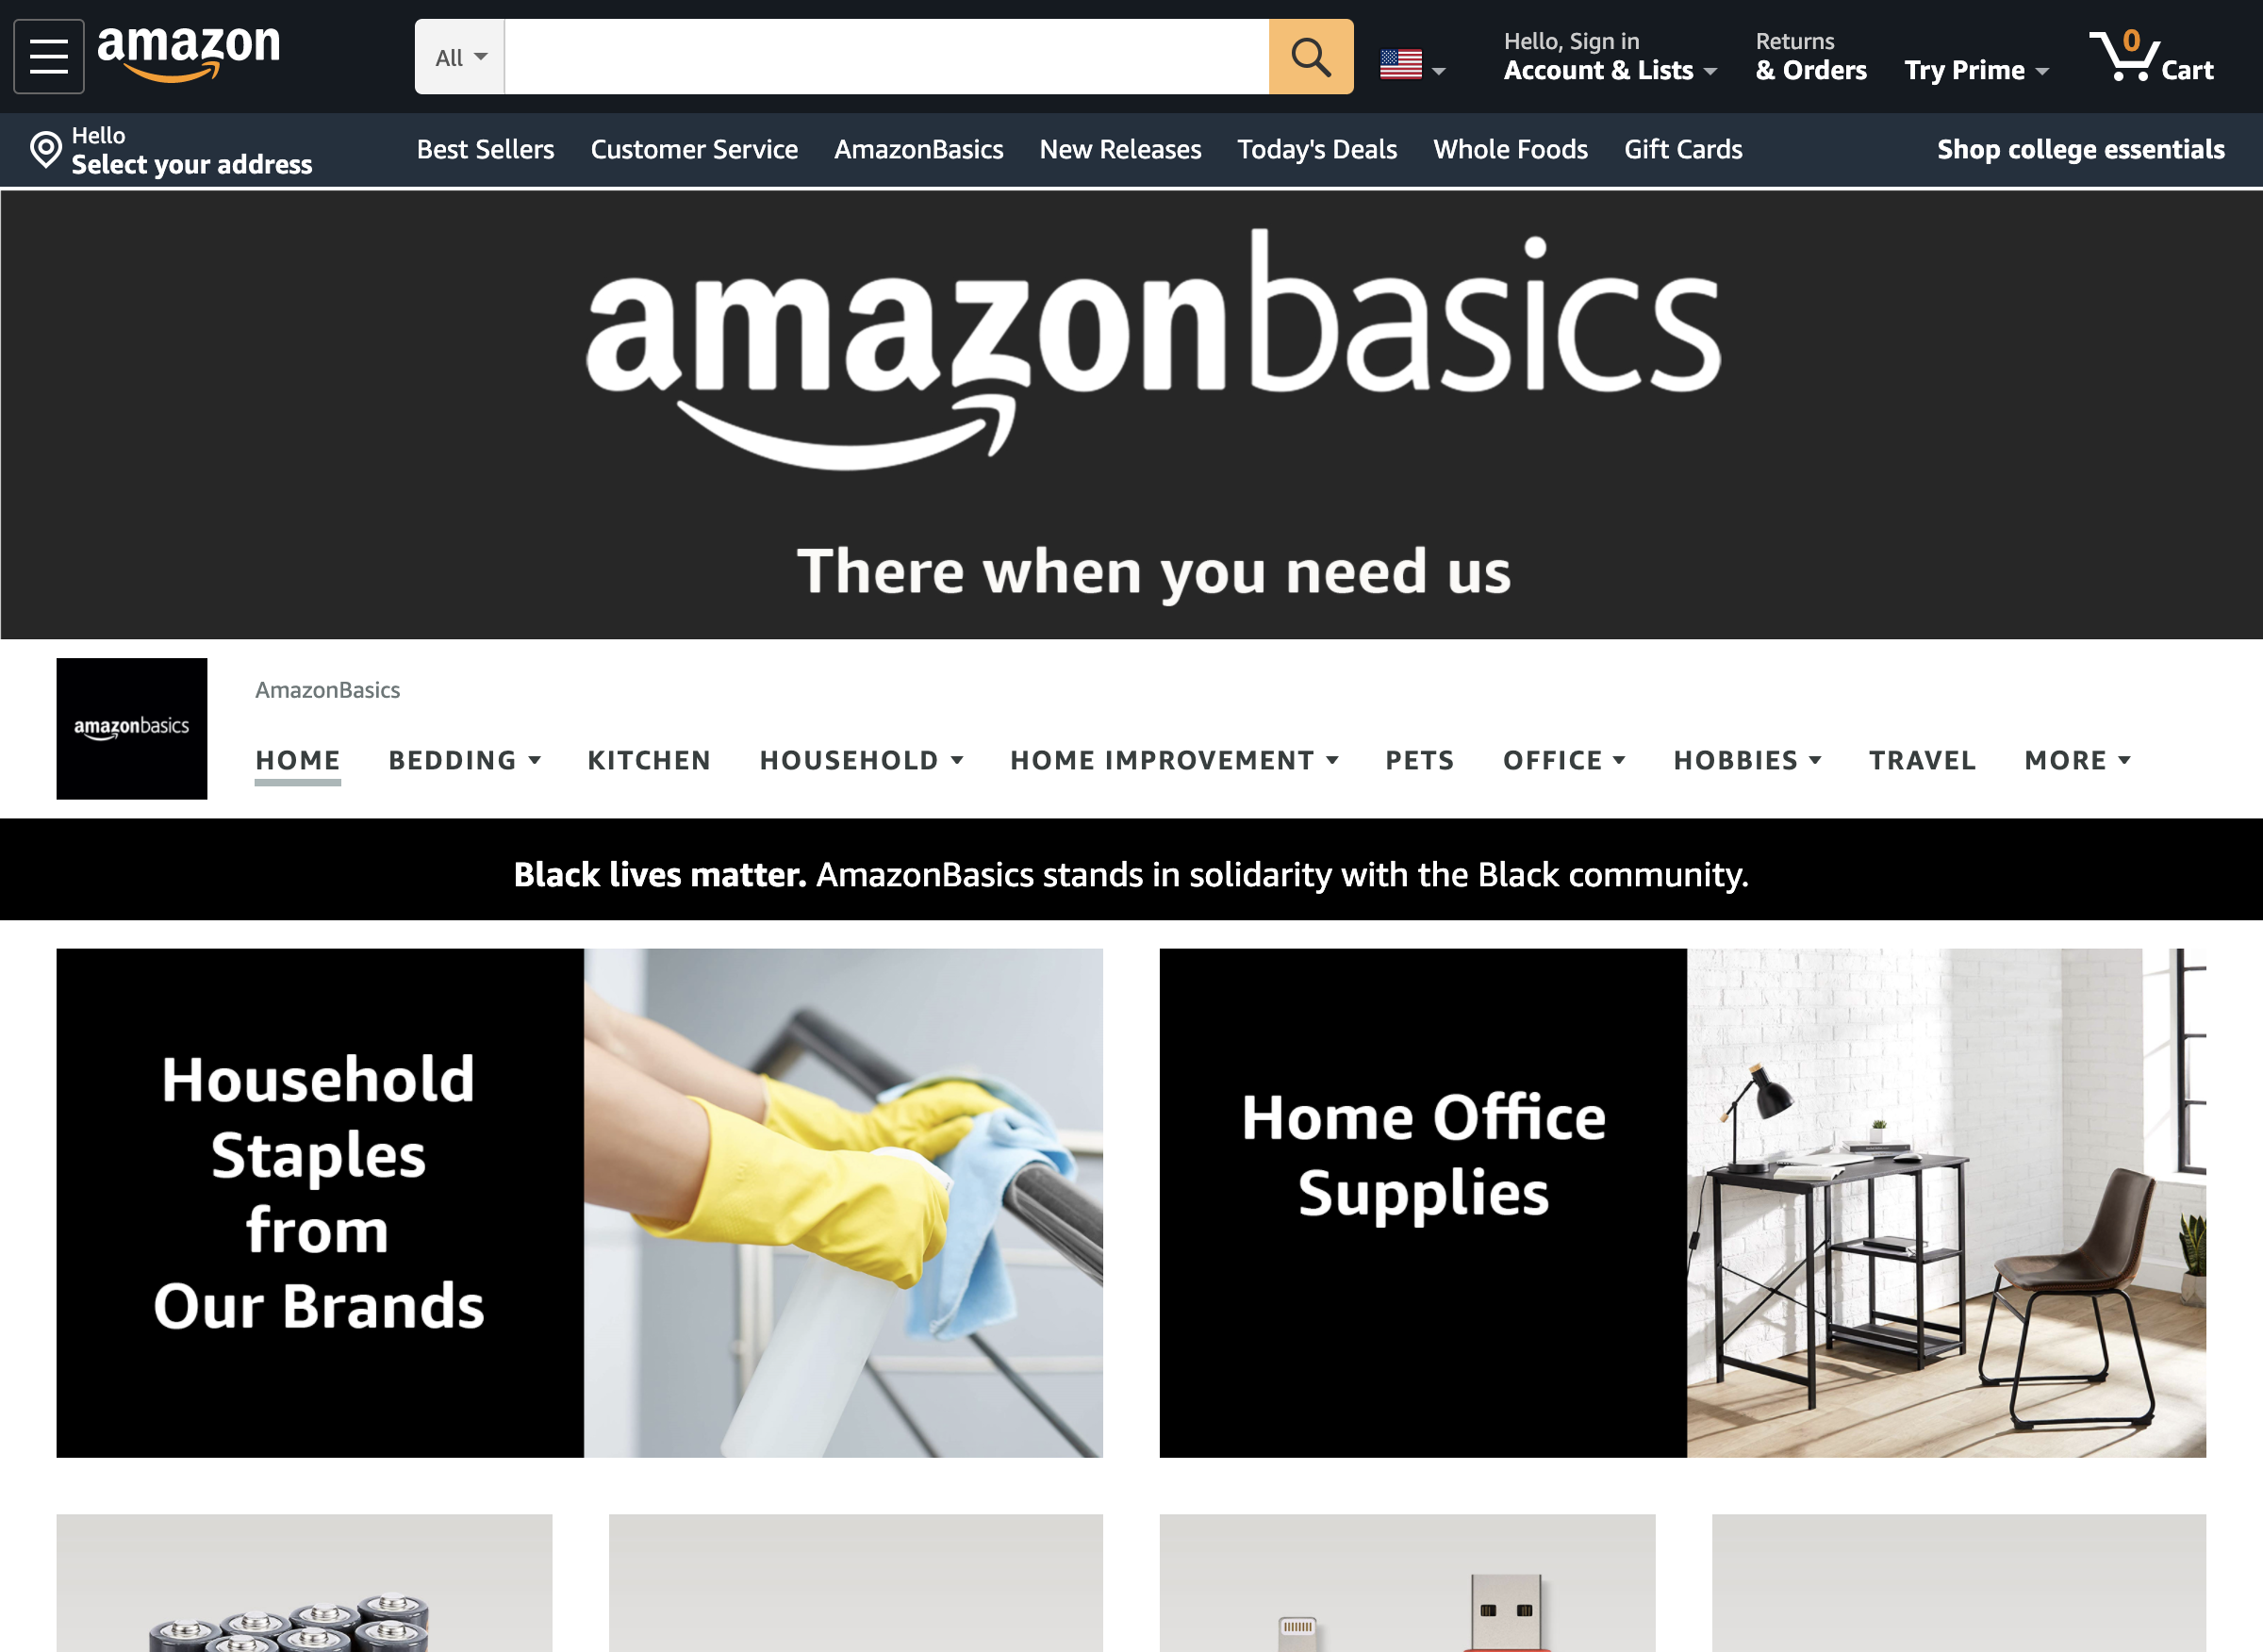 amazon
All
Hello, Sign in
Account & Lists
Returns
& Orders
Try Prime
0
Cart
Hello
Select your address
Best Sellers
Customer Service
AmazonBasics
New Releases
Today's Deals
Whole Foods
Gift Cards
Shop college essentials
amazonbasics
There when you need us
amazonbasics
AmazonBasics
HOME
BEDDING
KITCHEN
HOUSEHOLD
HOME IMPROVEMENT
PETS
OFFICE
HOBBIES
TRAVEL
MORE
Black lives matter. AmazonBasics stands in solidarity with the Black community.
Household
Staples
from
Our Brands
Home Office
Supplies